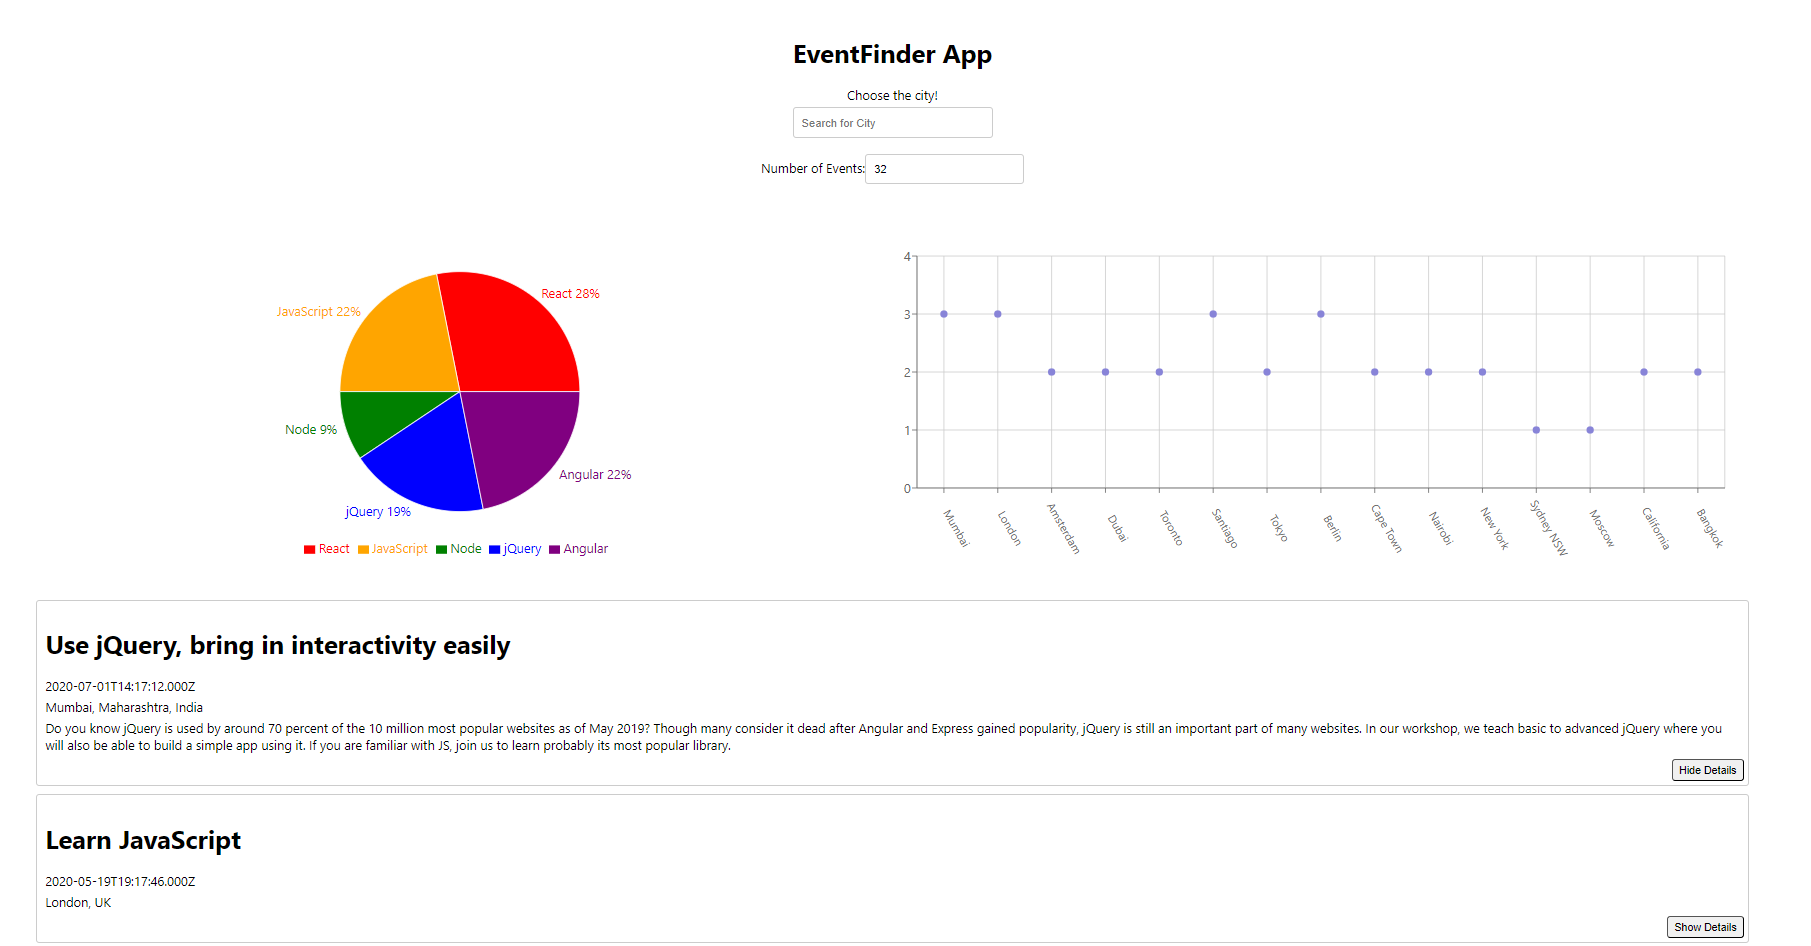 EventFinder App
Choose the city!
Search for City
Number of Events: 32
React 28%
JavaScript 22%
Node 9%
Angular 22%
jQuery 19%
React JavaScript Node jQuery Angular
4
3
2
1
0
Mumbai London Amsterdam Dubai Toronto Santiago Tokyo Berlin Cape Town Nairobi New York Sydney NSW Moscow California Bangkok
Use jQuery, bring in interactivity easily
2020-07-01T14:17:12.000Z
Mumbai, Maharashtra, India
Do you know jQuery is used by around 70 percent of the 10 million most popular websites as of May 2019? Though many consider it dead after Angular and Express gained popularity, jQuery is still an important part of many websites. In our workshop, we teach basic to advanced jQuery where you
will also be able to build a simple app using it. If you are familiar with JS, join us to learn probably its most popular library.
Hide Details
Learn JavaScript
2020-05-19T19:17:46.000Z
London, UK
Show Details